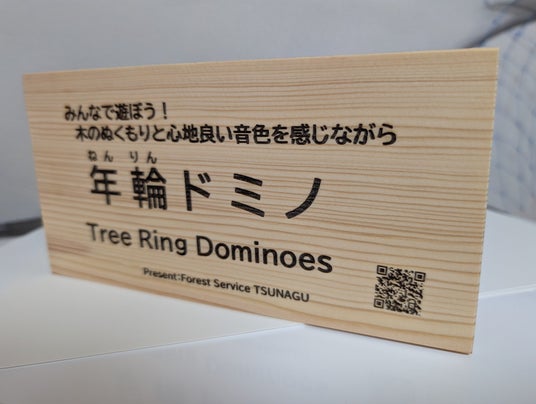 みんなで遊ぼう！
木のぬくもりと心地良い音色を感じながら
ねんりん
年輪ドミノ
Tree Ring Dominoes
Present:Forest Service TSUNAGU